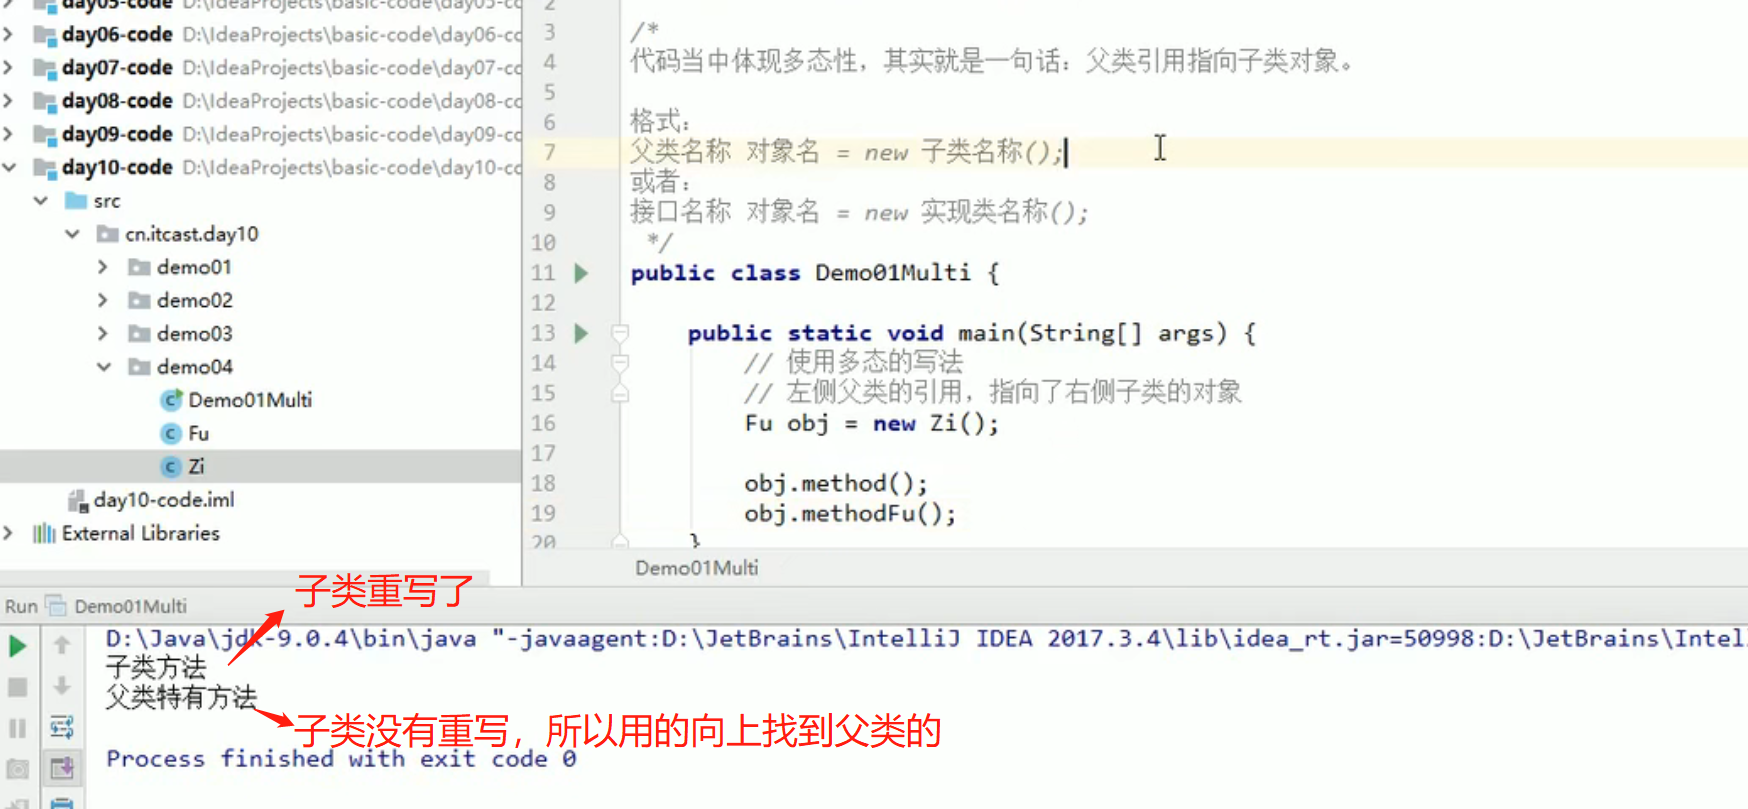 day05-code D:\IdeaProjects\basic-code\day05-cc
day06-code D:\IdeaProjects\basic-code\day06-cc
day07-code D:\IdeaProjects\basic-code\day07-cc
day08-code D:\IdeaProjects\basic-code\day08-cc
day09-code D:\IdeaProjects\basic-code\day09-cc
day10-code D:\IdeaProjects\basic-code\day10-cc
src
cn.itcast.day10
demo01
demo02
demo03
demo04
Demo01Multi
Fu
Zi
day10-code.iml
External Libraries
2
3 /*
4 代码当中体现多态性，其实就是一句话：父类引用指向子类对象。
5
6 格式：
7 父类名称 对象名 = new 子类名称();
8 或者：
9 接口名称 对象名 = new 实现类名称();
10 */
11 public class Demo01Multi {
12
13 public static void main(String[] args) {
14 // 使用多态的写法
15 // 左侧父类的引用，指向了右侧子类的对象
16 Fu obj = new Zi();
17
18 obj.method();
19 obj.methodFu();
20 }
Demo01Multi
Run Demo01Multi
子类重写了
D:\Java\jdk-9.0.4\bin\java "-javaagent:D:\JetBrains\IntelliJ IDEA 2017.3.4\lib\idea_rt.jar=50998:D:\JetBrains\Intel
子类方法
父类特有方法
子类没有重写，所以用的向上找到父类的
Process finished with exit code 0